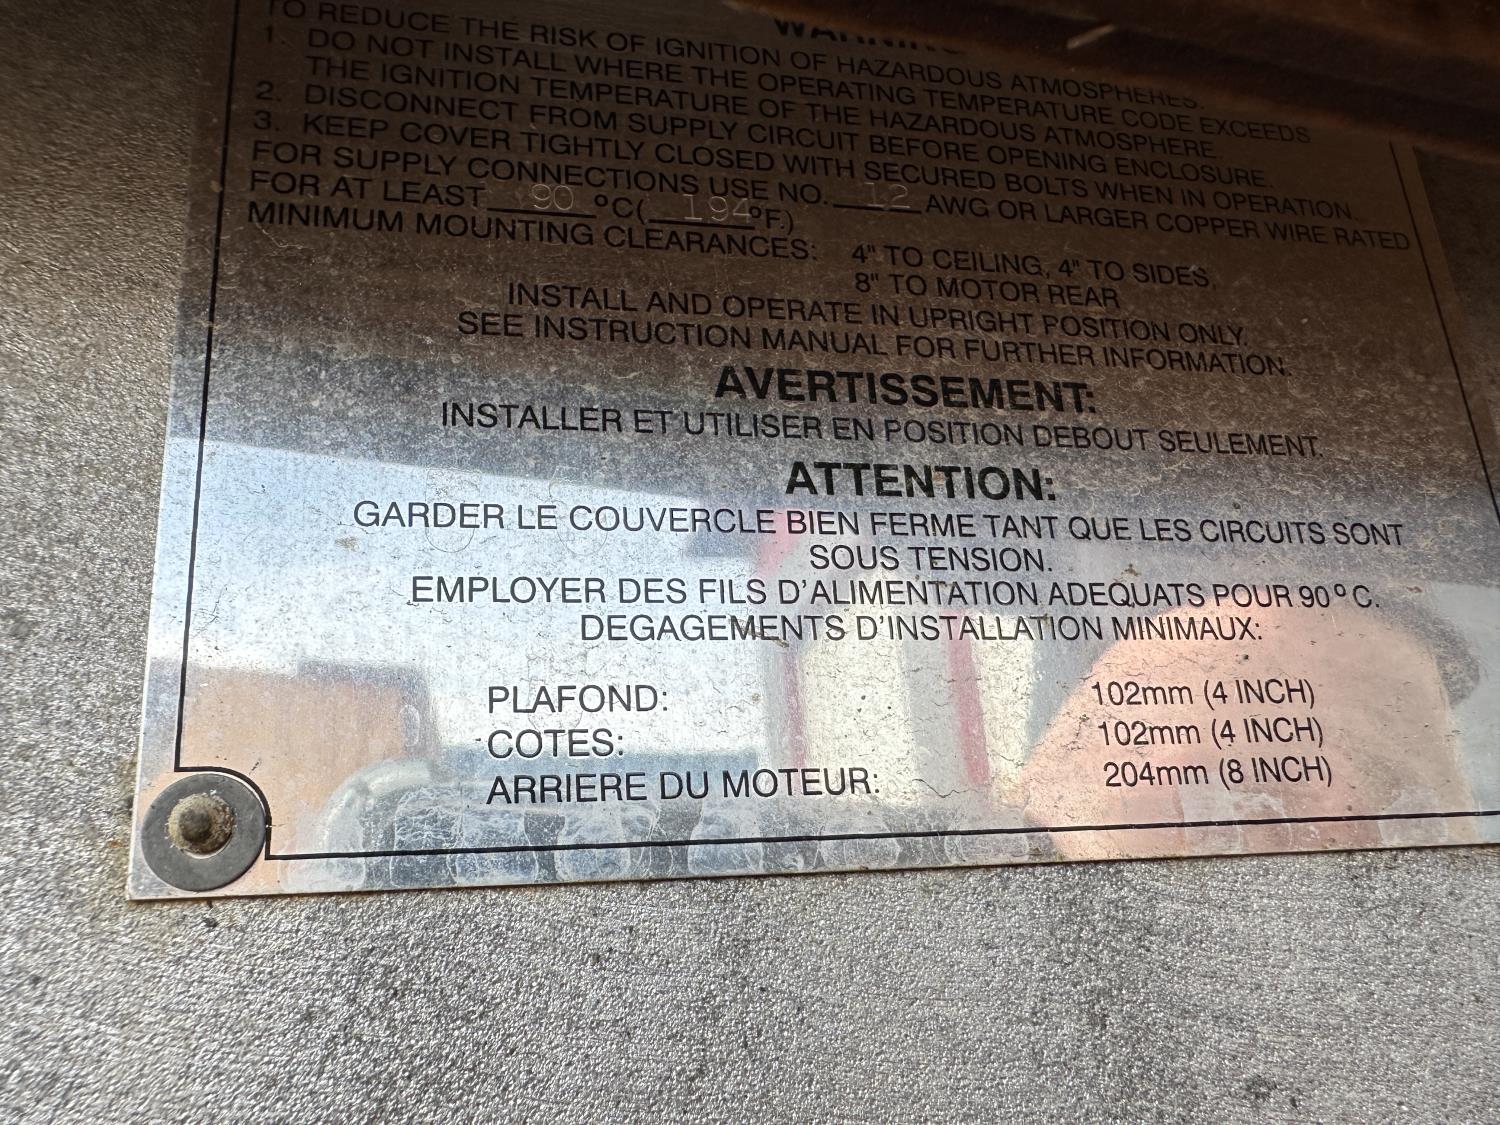 WARNING
TO REDUCE THE RISK OF IGNITION OF HAZARDOUS ATMOSPHERES.
1. DO NOT INSTALL WHERE THE OPERATING TEMPERATURE CODE EXCEEDS
THE IGNITION TEMPERATURE OF THE HAZARDOUS ATMOSPHERE.
2. DISCONNECT FROM SUPPLY CIRCUIT BEFORE OPENING ENCLOSURE.
3. KEEP COVER TIGHTLY CLOSED WITH SECURED BOLTS WHEN IN OPERATION.
FOR SUPPLY CONNECTIONS USE NO. 12 AWG OR LARGER COPPER WIRE RATED
FOR AT LEAST 90 °C( 194°F.)
MINIMUM MOUNTING CLEARANCES: 4" TO CEILING, 4" TO SIDES,
8" TO MOTOR REAR
INSTALL AND OPERATE IN UPRIGHT POSITION ONLY.
SEE INSTRUCTION MANUAL FOR FURTHER INFORMATION.
AVERTISSEMENT:
INSTALLER ET UTILISER EN POSITION DEBOUT SEULEMENT.
ATTENTION:
GARDER LE COUVERCLE BIEN FERME TANT QUE LES CIRCUITS SONT
SOUS TENSION.
EMPLOYER DES FILS D'ALIMENTATION ADEQUATS POUR 90°C.
DEGAGEMENTS D'INSTALLATION MINIMAUX:
PLAFOND: 102mm (4 INCH)
COTES: 102mm (4 INCH)
ARRIERE DU MOTEUR: 204mm (8 INCH)